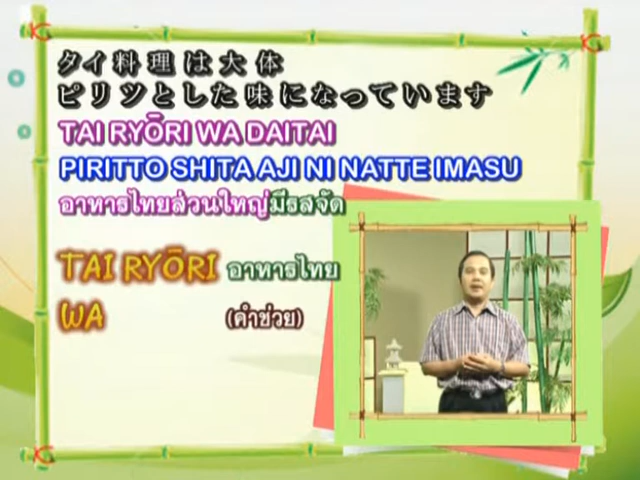 タイ料理は大体
ピリツとした味になっています
TAI RYŌRI WA DAITAI
PIRITTO SHITA AJI NI NATTE IMASU
อาหารไทยส่วนใหญ่มีรสจัด
TAI RYŌRI อาหารไทย
WA (คำช่วย)